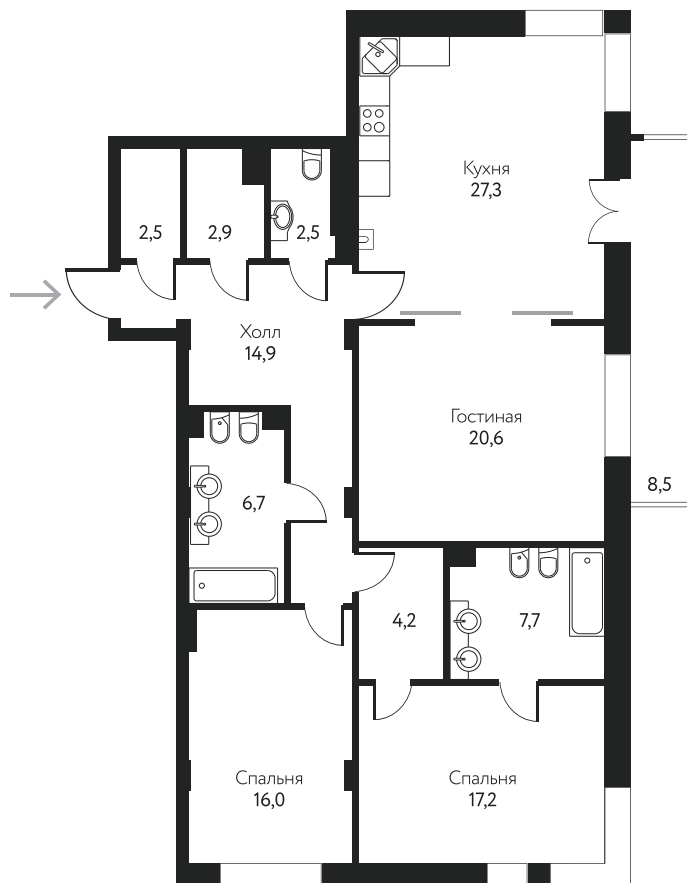 Кухня
27,3
2,5
2,9
2,5
Холл
14,9
Гостиная
20,6
8,5
6,7
4,2
7,7
Спальня
16,0
Спальня
17,2